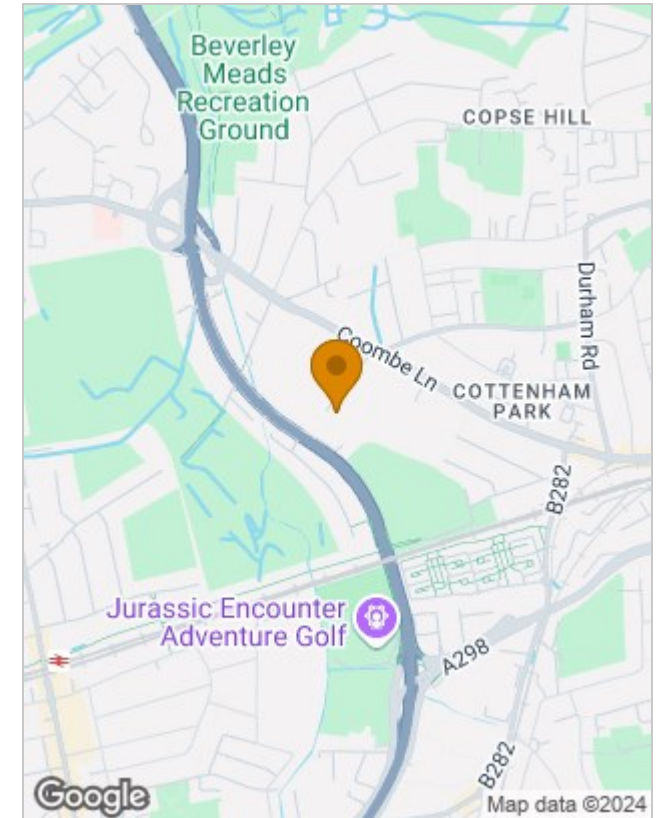 Beverley
Meads
Recreation
Ground
COPSE HILL
Durham Rd
Coombe Ln
COTTENHAM
PARK
B282
Jurassic Encounter
Adventure Golf
A298
B282
Google
Map data ©2024